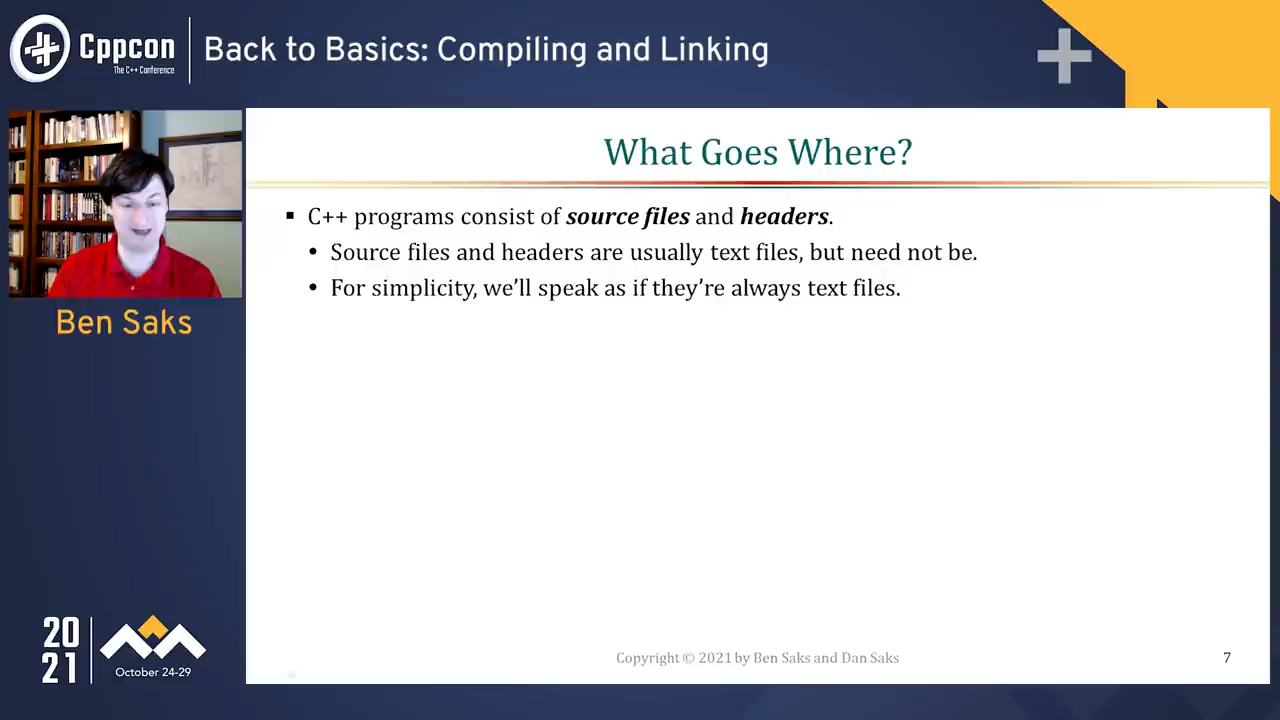 Cppcon
The C++ Conference
Back to Basics: Compiling and Linking
Ben Saks
What Goes Where?
▪ C++ programs consist of source files and headers.
• Source files and headers are usually text files, but need not be.
• For simplicity, we’ll speak as if they’re always text files.
20
21
October 24-29
Copyright © 2021 by Ben Saks and Dan Saks
7